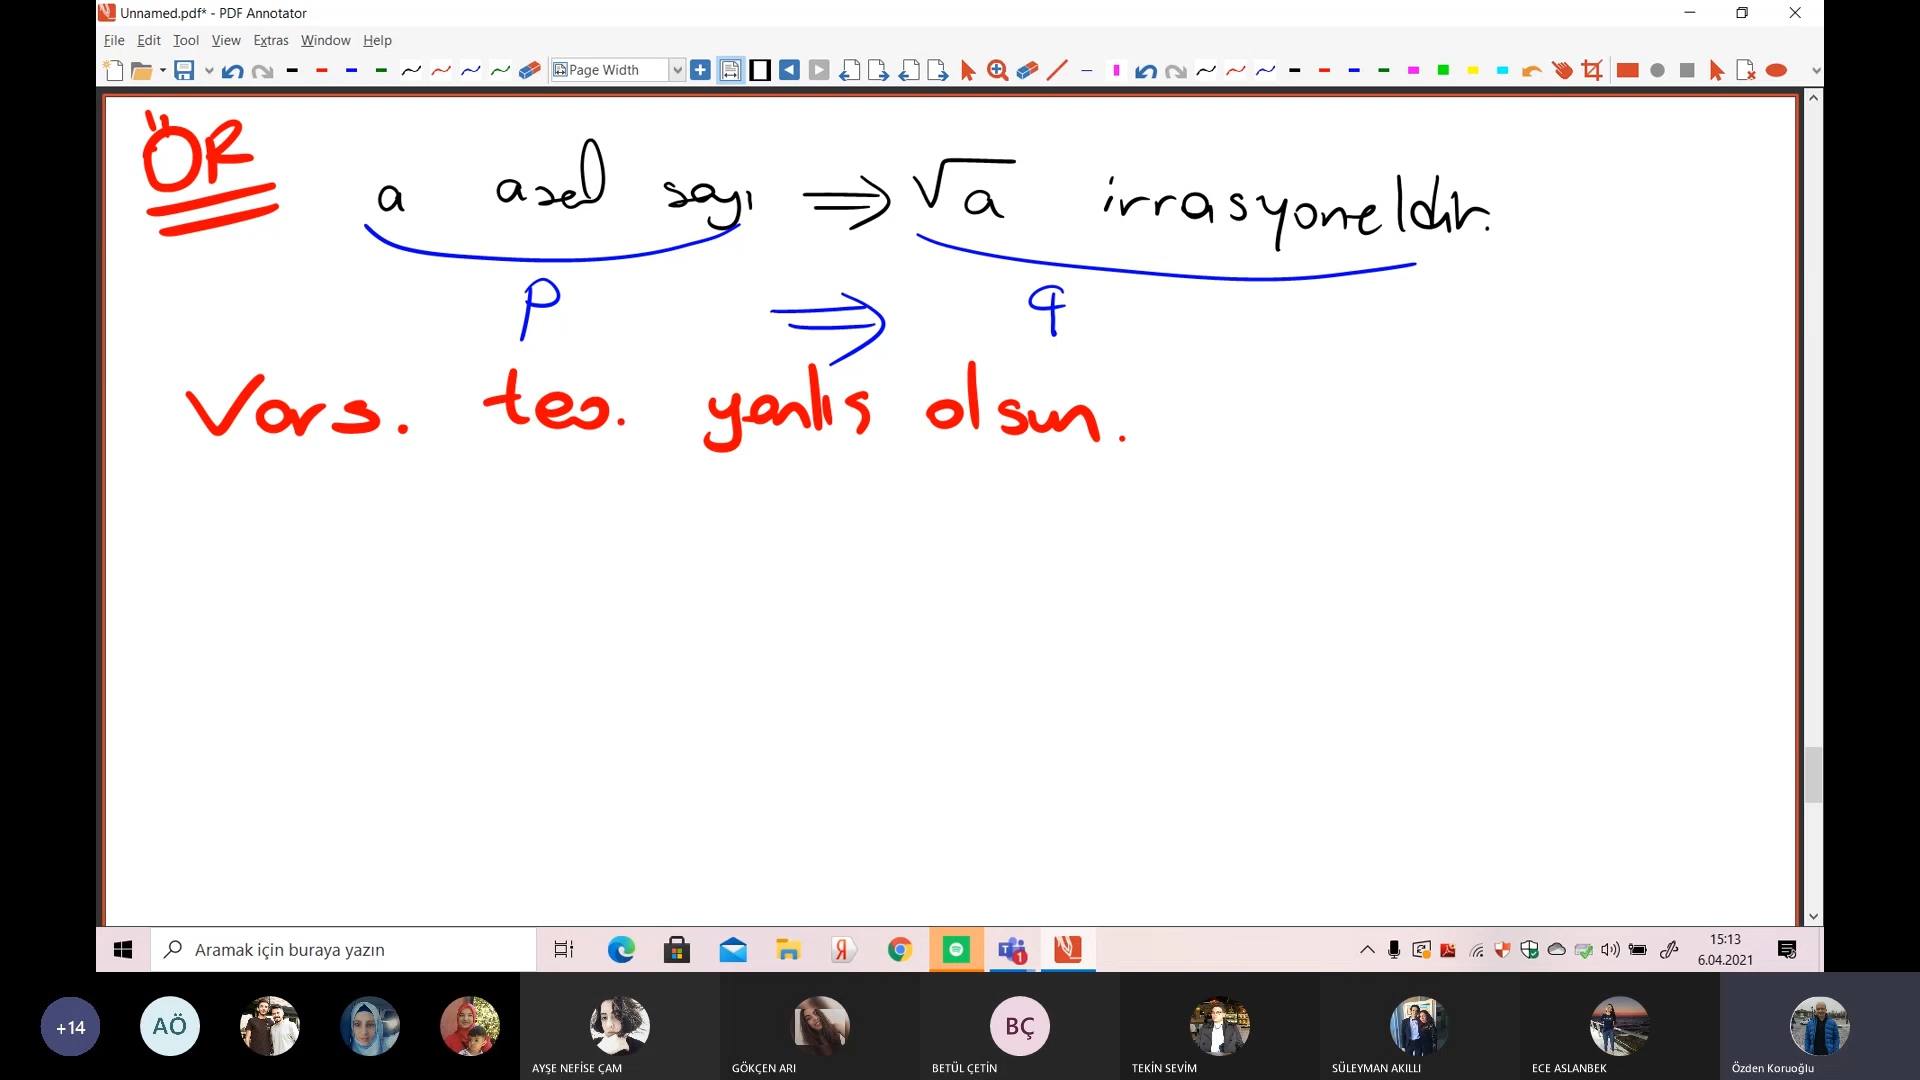 Unnamed.pdf* - PDF Annotator
File Edit Tool View Extras Window Help
Page Width
ÖR
a asal sayı ⇒ √a irrasyoneldir.
p ⇒ q
Vars. teo. yanlış olsun.
Aramak için buraya yazın
1
15:13
6.04.2021
+14
AÖ
BÇ
AYŞE NEFİSE ÇAM
GÖKÇEN ARI
BETÜL ÇETİN
TEKİN SEVİM
SÜLEYMAN AKILLI
ECE ASLANBEK
Özden Koruoğlu